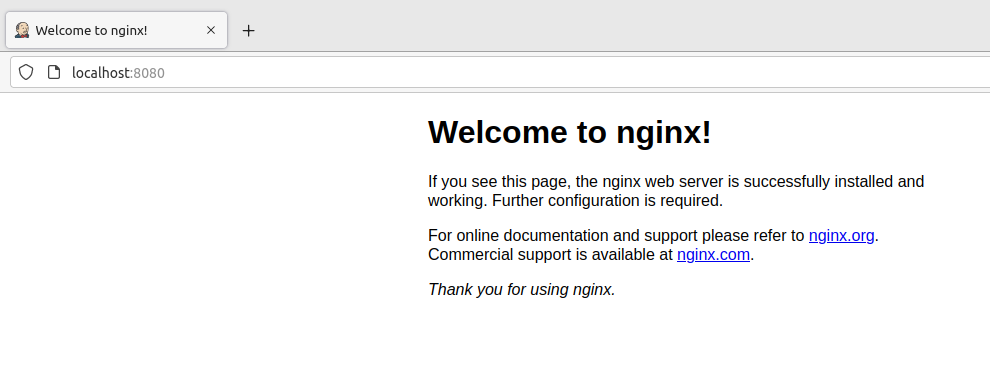 Welcome to nginx!
localhost:8080
Welcome to nginx!
If you see this page, the nginx web server is successfully installed and
working. Further configuration is required.
For online documentation and support please refer to nginx.org.
Commercial support is available at nginx.com.
Thank you for using nginx.